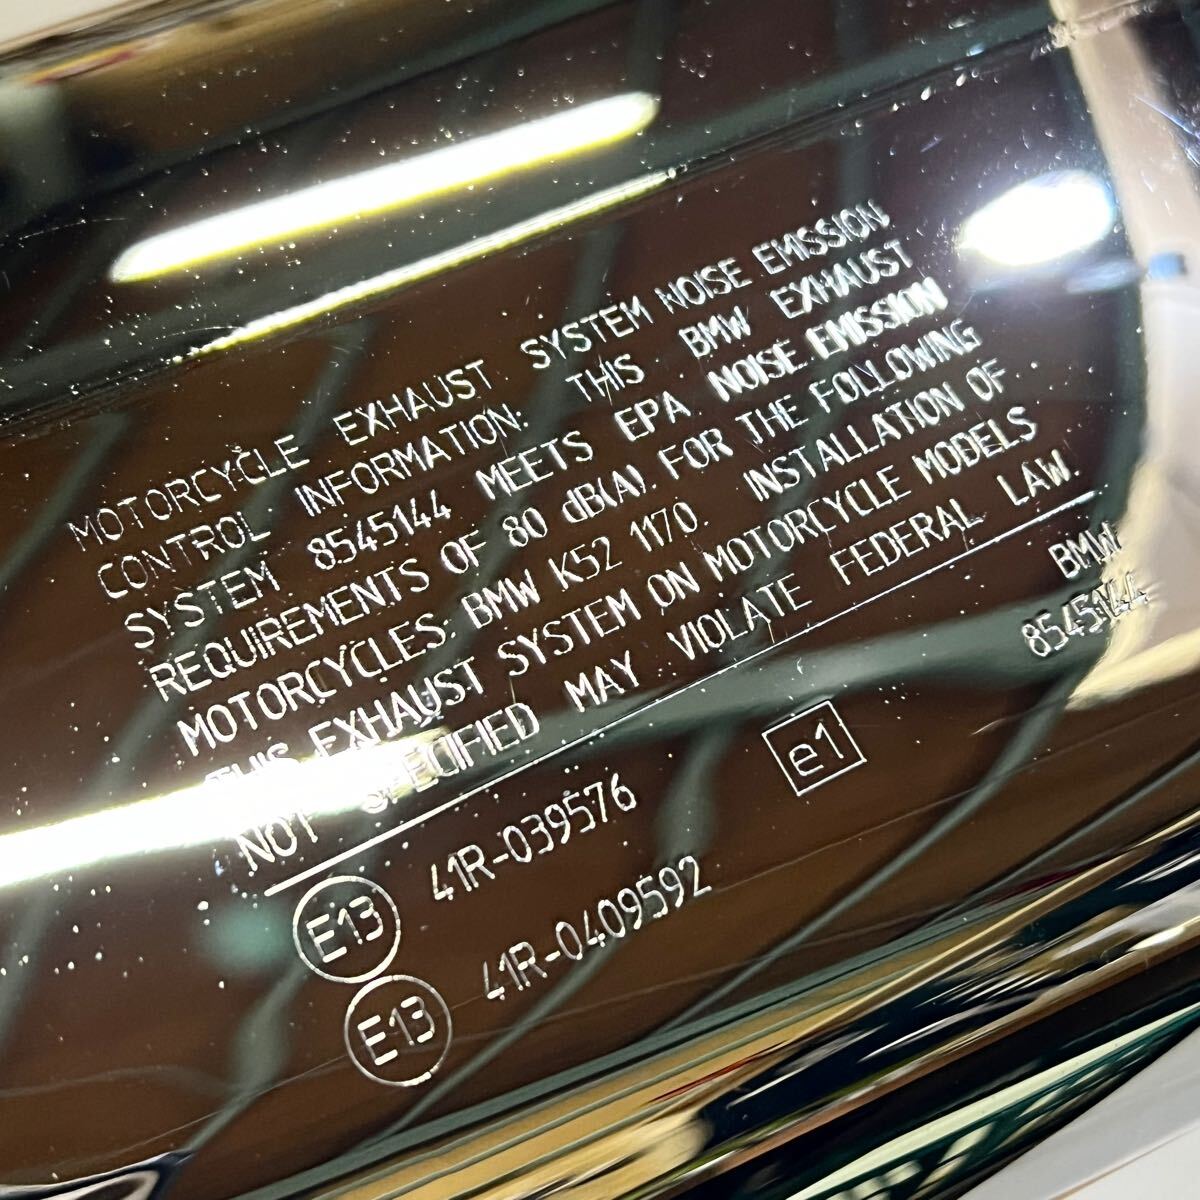 MOTORCYCLE EXHAUST SYSTEM NOISE EMISSION
CONTROL INFORMATION: THIS BMW EXHAUST
SYSTEM 8545144 MEETS EPA NOISE EMISSION
REQUIREMENTS OF 80 dB(A) FOR THE FOLLOWING
MOTORCYCLES: BMW K52 1170. INSTALLATION OF
THIS EXHAUST SYSTEM ON MOTORCYCLE MODELS
NOT SPECIFIED MAY VIOLATE FEDERAL LAW.
BMW
8545144
e1
E13 41R-039576
E13 41R-0409592